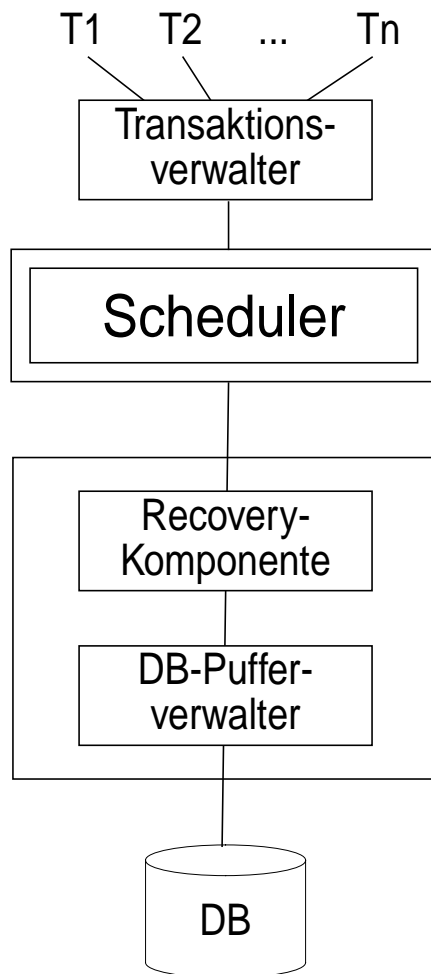 T1 T2 ... Tn
Transaktions-
verwalter
Scheduler
Recovery-
Komponente
DB-Puffer-
verwalter
DB